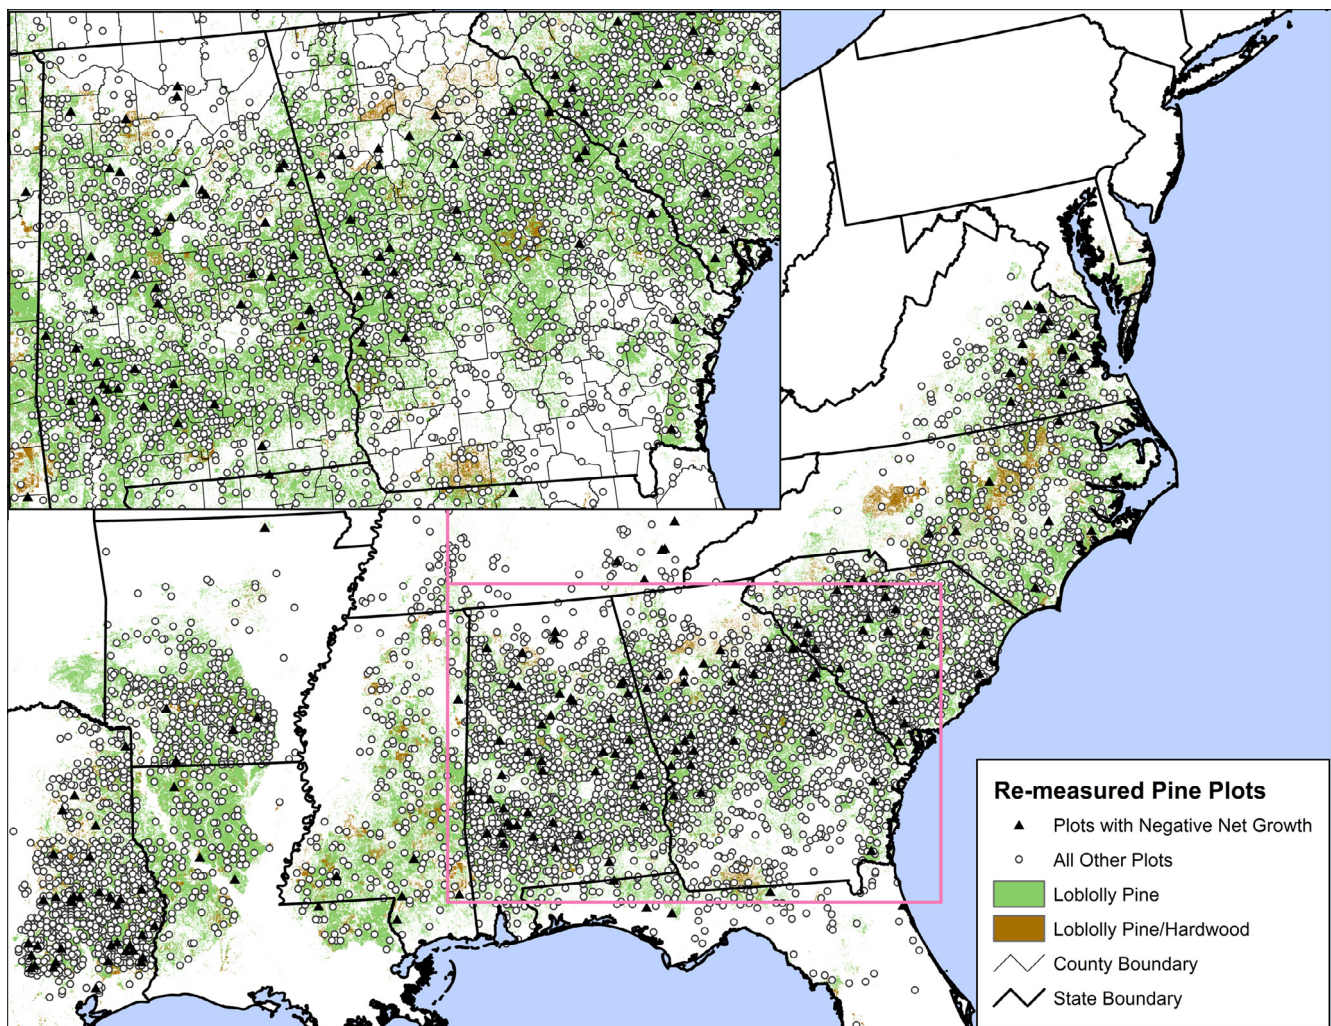 Re-measured Pine Plots
Plots with Negative Net Growth
All Other Plots
Loblolly Pine
Loblolly Pine/Hardwood
County Boundary
State Boundary